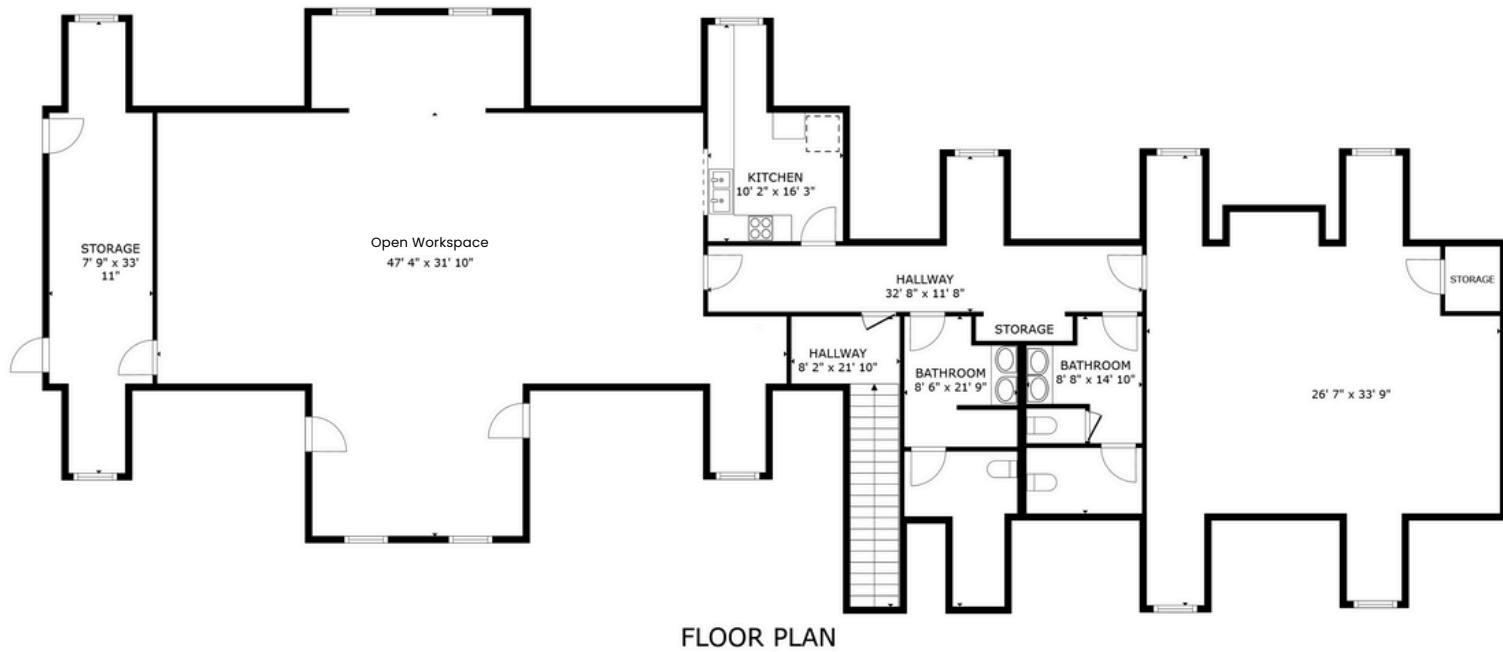 STORAGE
7' 9" x 33'
11"
Open Workspace
47' 4" x 31' 10"
KITCHEN
10' 2" x 16' 3"
HALLWAY
32' 8" x 11' 8"
STORAGE
HALLWAY
8' 2" x 21' 10"
BATHROOM
8' 6" x 21' 9"
BATHROOM
8' 8" x 14' 10"
STORAGE
26' 7" x 33' 9"
FLOOR PLAN